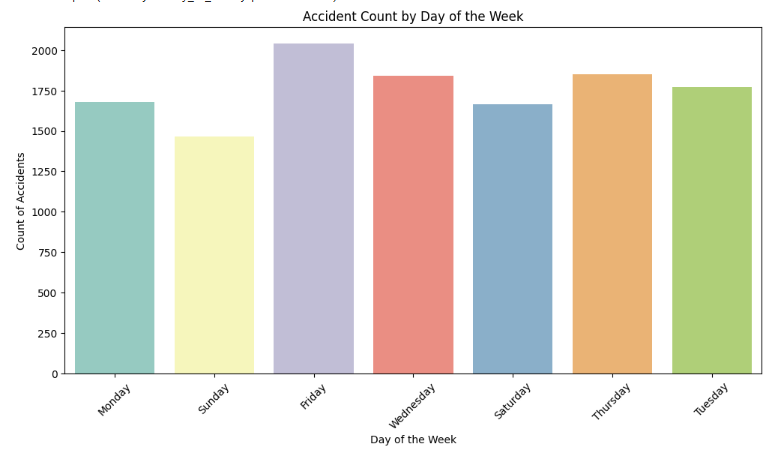 Accident Count by Day of the Week
Count of Accidents
2000
1750
1500
1250
1000
750
500
250
0
Monday
Sunday
Friday
Wednesday
Saturday
Thursday
Tuesday
Day of the Week